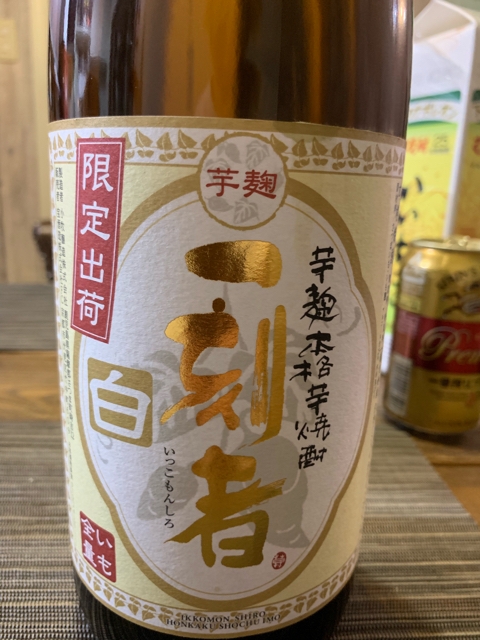 限定出荷
芋麹
一刻者
白
いっこもんしろ
芋麹本格芋焼酎
いも
全量
IKKOMON-SHIRO
HONKAKU SHOCHU IMO
Prem